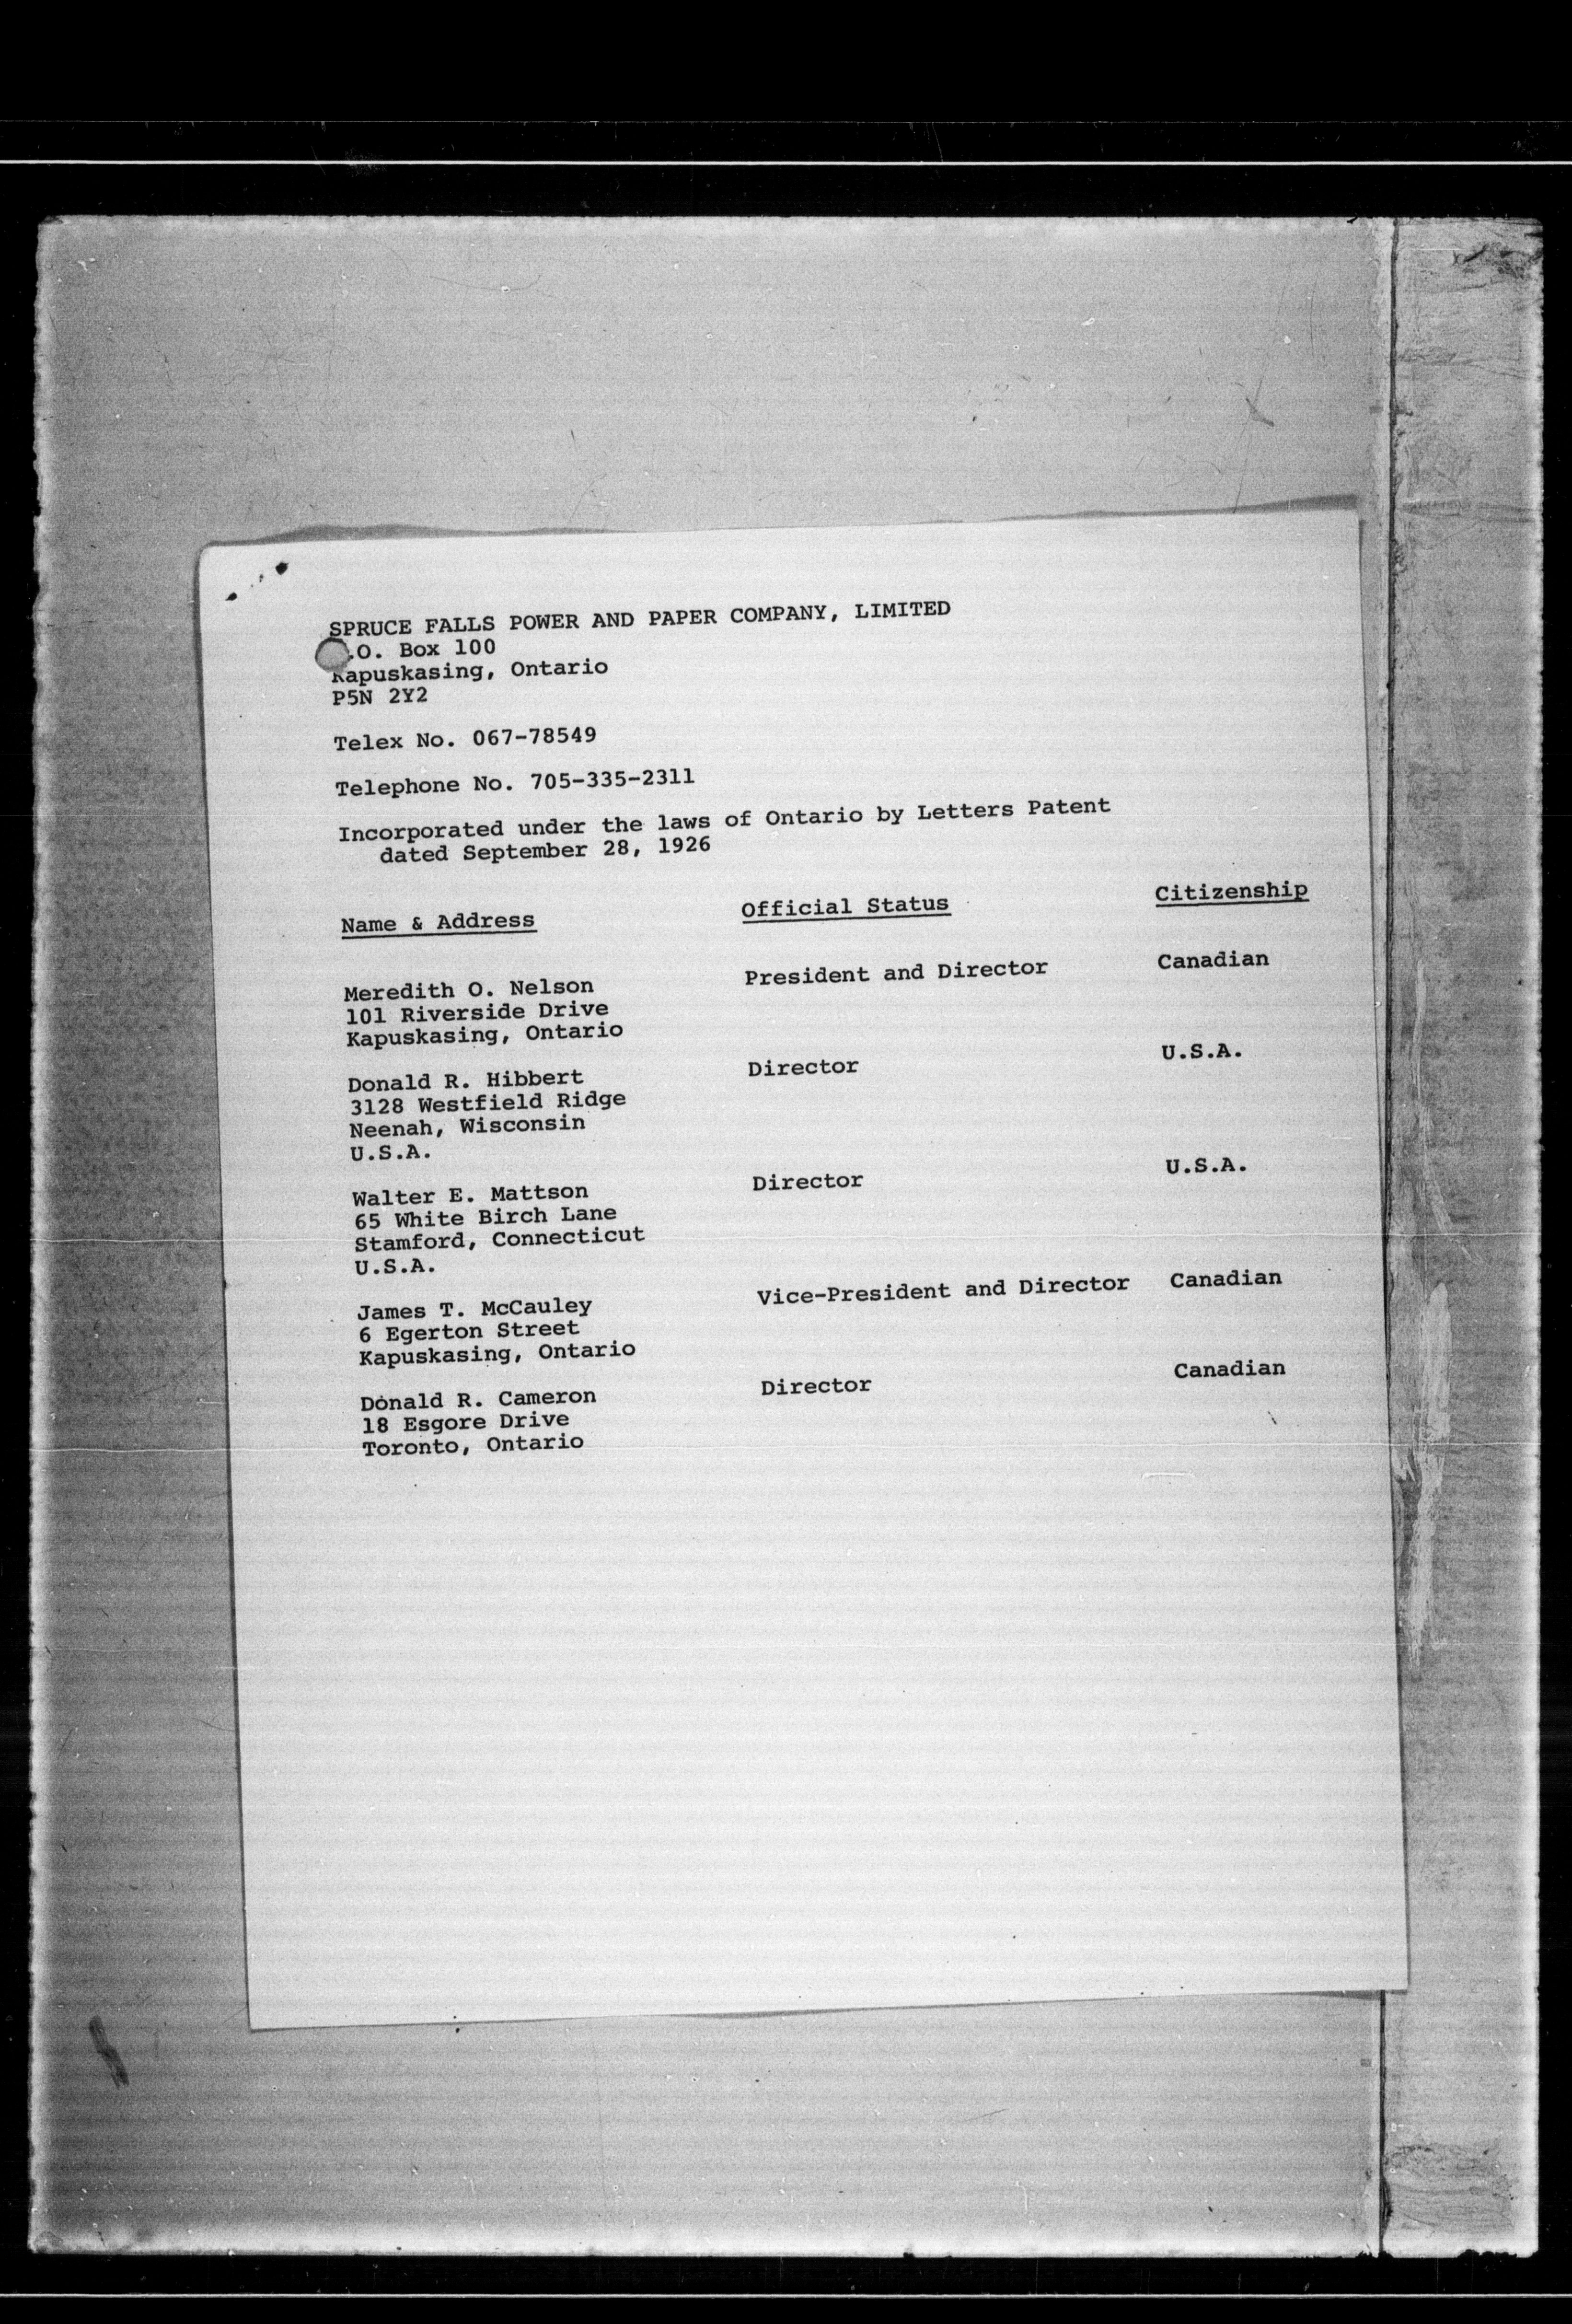 SPRUCE FALLS POWER AND PAPER COMPANY, LIMITED
.O. Box 100
Kapuskasing, Ontario
P5N 2Y2
Telex No. 067-78549
Telephone No. 705-335-2311
Incorporated under the laws of Ontario by Letters Patent
dated September 28, 1926
Name & Address Official Status Citizenship
Meredith O. Nelson President and Director Canadian
101 Riverside Drive
Kapuskasing, Ontario
Donald R. Hibbert Director U.S.A.
3128 Westfield Ridge
Neenah, Wisconsin
U.S.A.
Walter E. Mattson Director U.S.A.
65 White Birch Lane
Stamford, Connecticut
U.S.A.
James T. McCauley Vice-President and Director Canadian
6 Egerton Street
Kapuskasing, Ontario
Donald R. Cameron Director Canadian
18 Esgore Drive
Toronto, Ontario